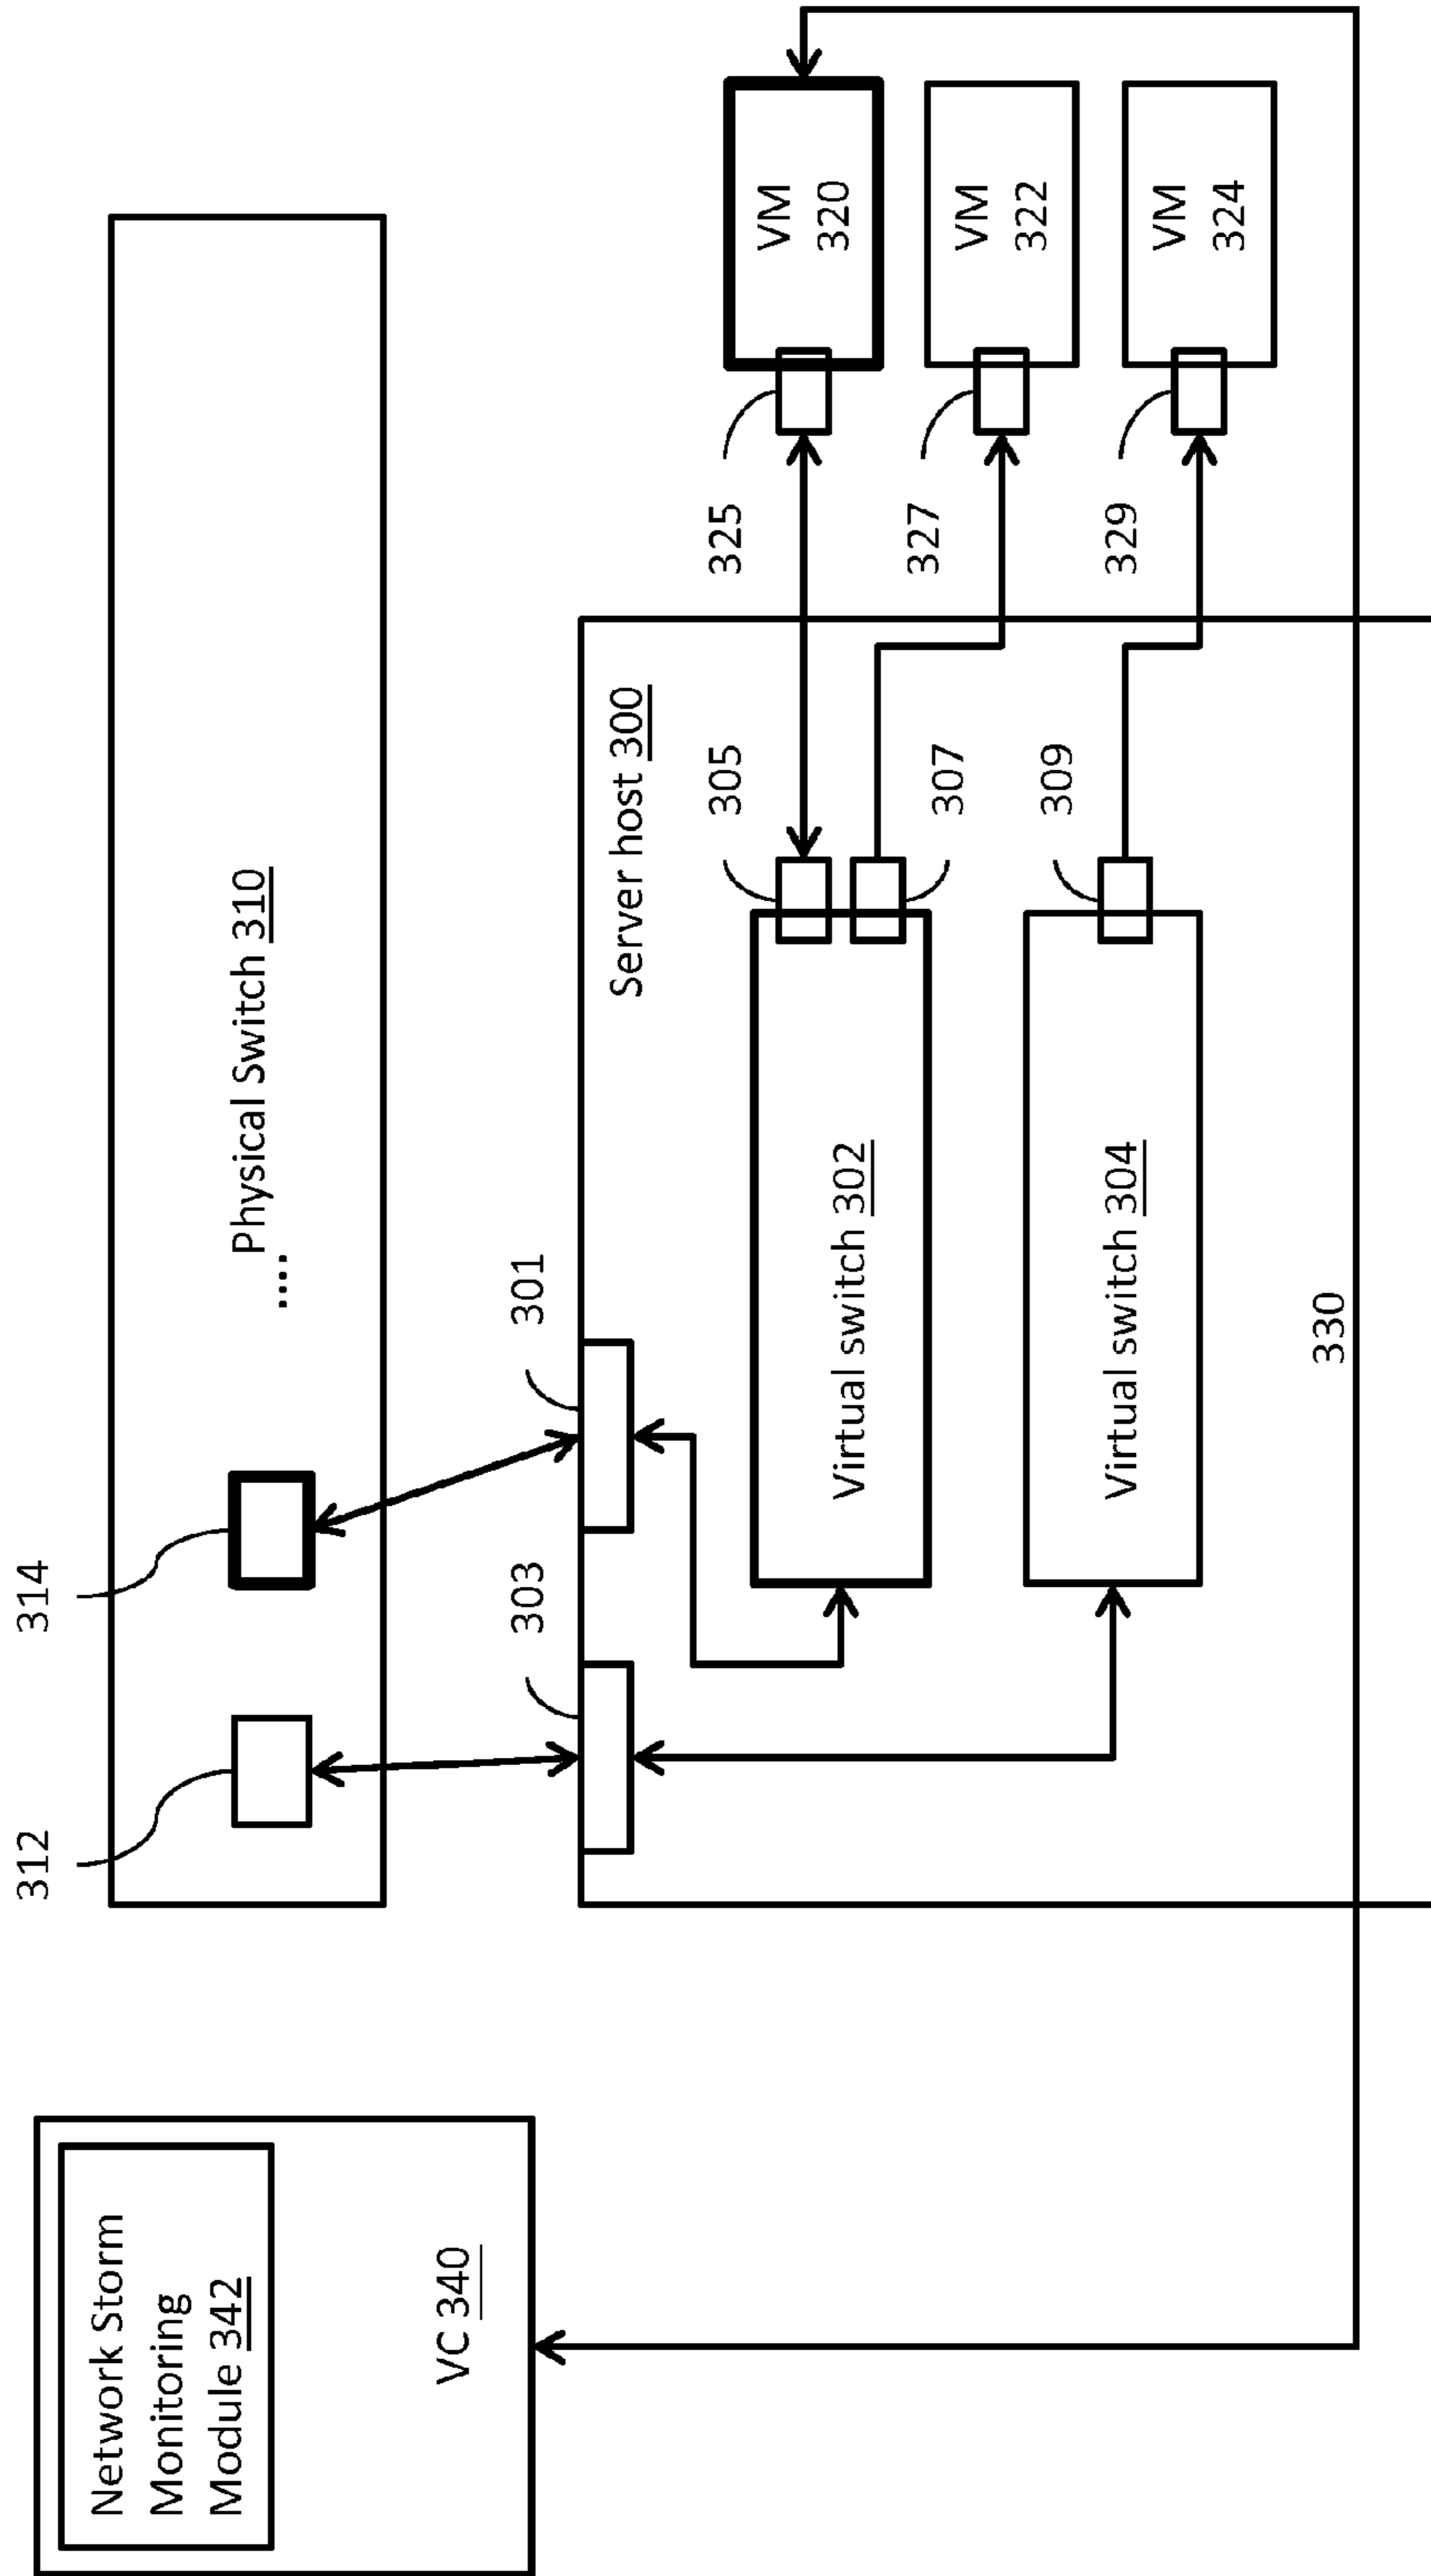 Network Storm
Monitoring
Module 342
VC 340
312
314
Physical Switch 310
....
303
301
Server host 300
Virtual switch 302
305
307
Virtual switch 304
309
325
VM
320
327
VM
322
329
VM
324
330